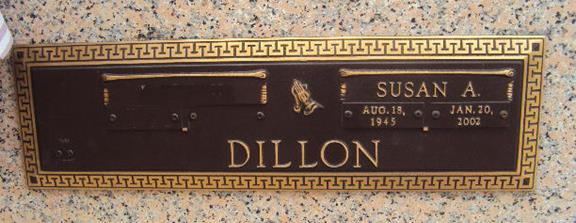 SUSAN A.
AUG. 18, JAN. 20,
1945 2002
DILLON